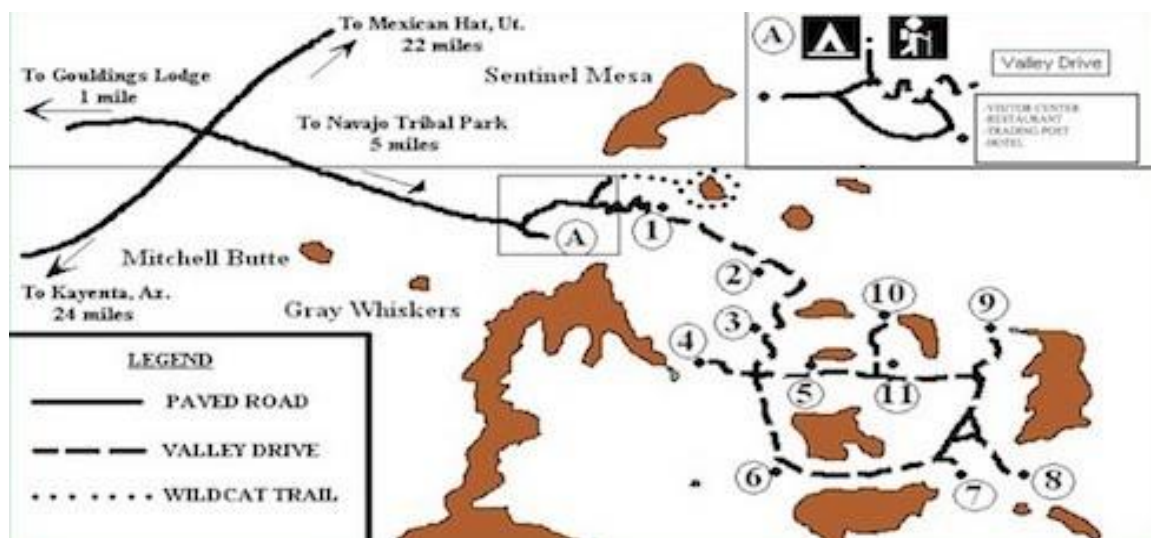 To Mexican Hat, Ut.
22 miles
To Gouldings Lodge
1 mile
Sentinel Mesa
To Navajo Tribal Park
5 miles
A
Valley Drive
-VISITOR CENTER
-RESTAURANT
-TRADING POST
-HOTEL
A
1
Mitchell Butte
To Kayenta, Az.
24 miles
Gray Whiskers
2
3
4
5
10
9
11
6
7
8
LEGEND
PAVED ROAD
VALLEY DRIVE
WILDCAT TRAIL